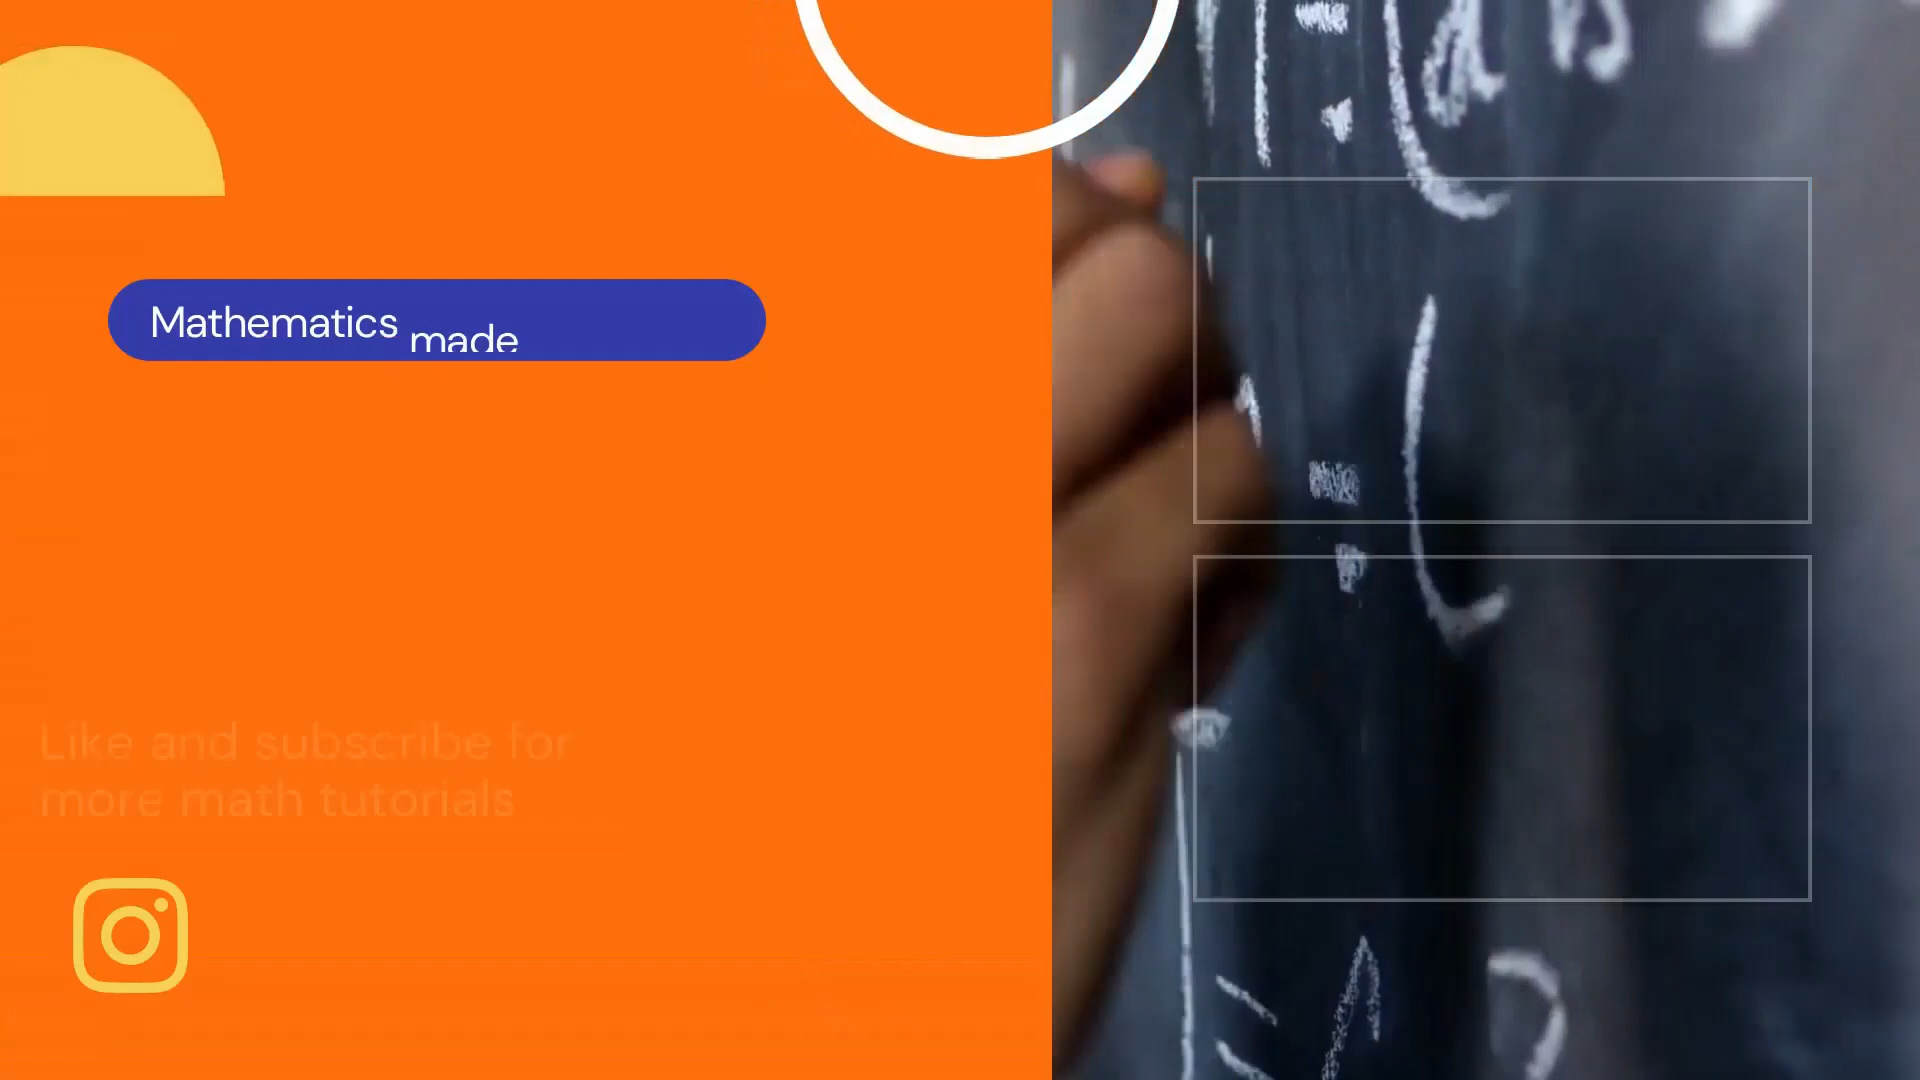 Mathematics made
Like and subscribe for
more math tutorials